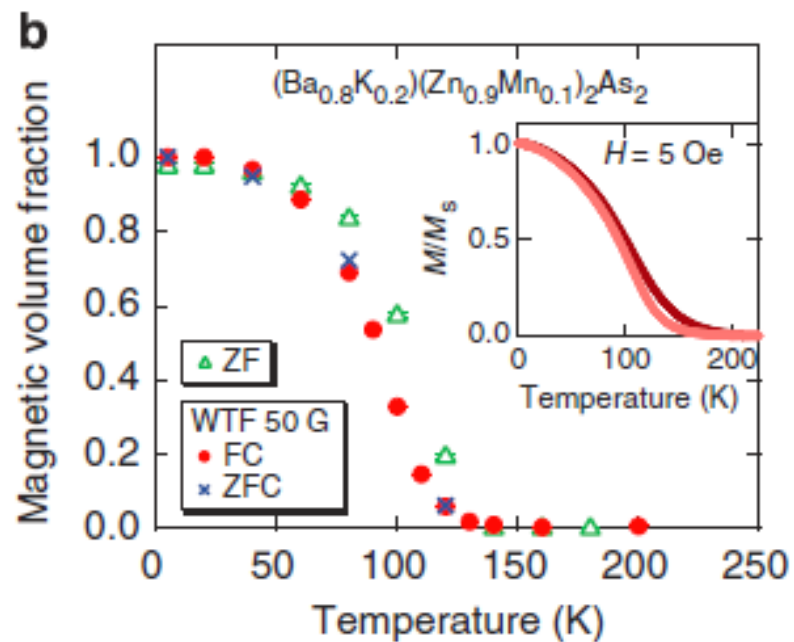 b
(Ba0.8K0.2)(Zn0.9Mn0.1)2As2
Magnetic volume fraction
1.0
0.8
0.6
0.4
0.2
0.0
0
50
100
150
200
250
Temperature (K)
ZF
WTF 50 G
FC
ZFC
H = 5 Oe
M/Ms
1.0
0.5
0.0
0
100
200
Temperature (K)